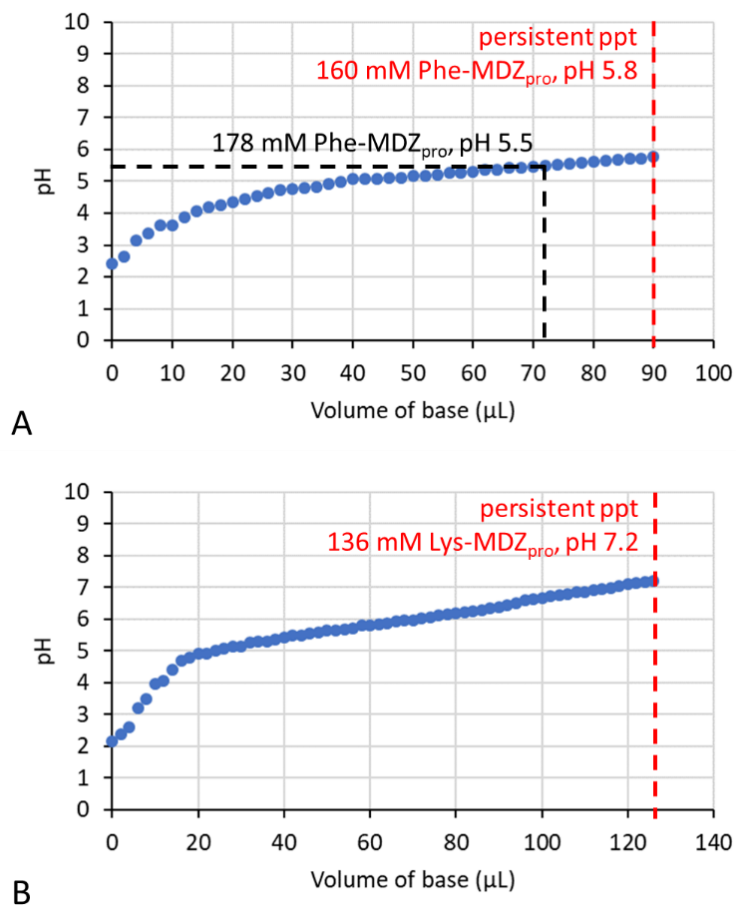 10
9
8
7
6
5
4
3
2
1
0
pH
persistent ppt
160 mM Phe-MDZpro, pH 5.8
178 mM Phe-MDZpro, pH 5.5
0 10 20 30 40 50 60 70 80 90 100
Volume of base (µL)
A
10
9
8
7
6
5
4
3
2
1
0
pH
persistent ppt
136 mM Lys-MDZpro, pH 7.2
0 20 40 60 80 100 120 140
Volume of base (µL)
B